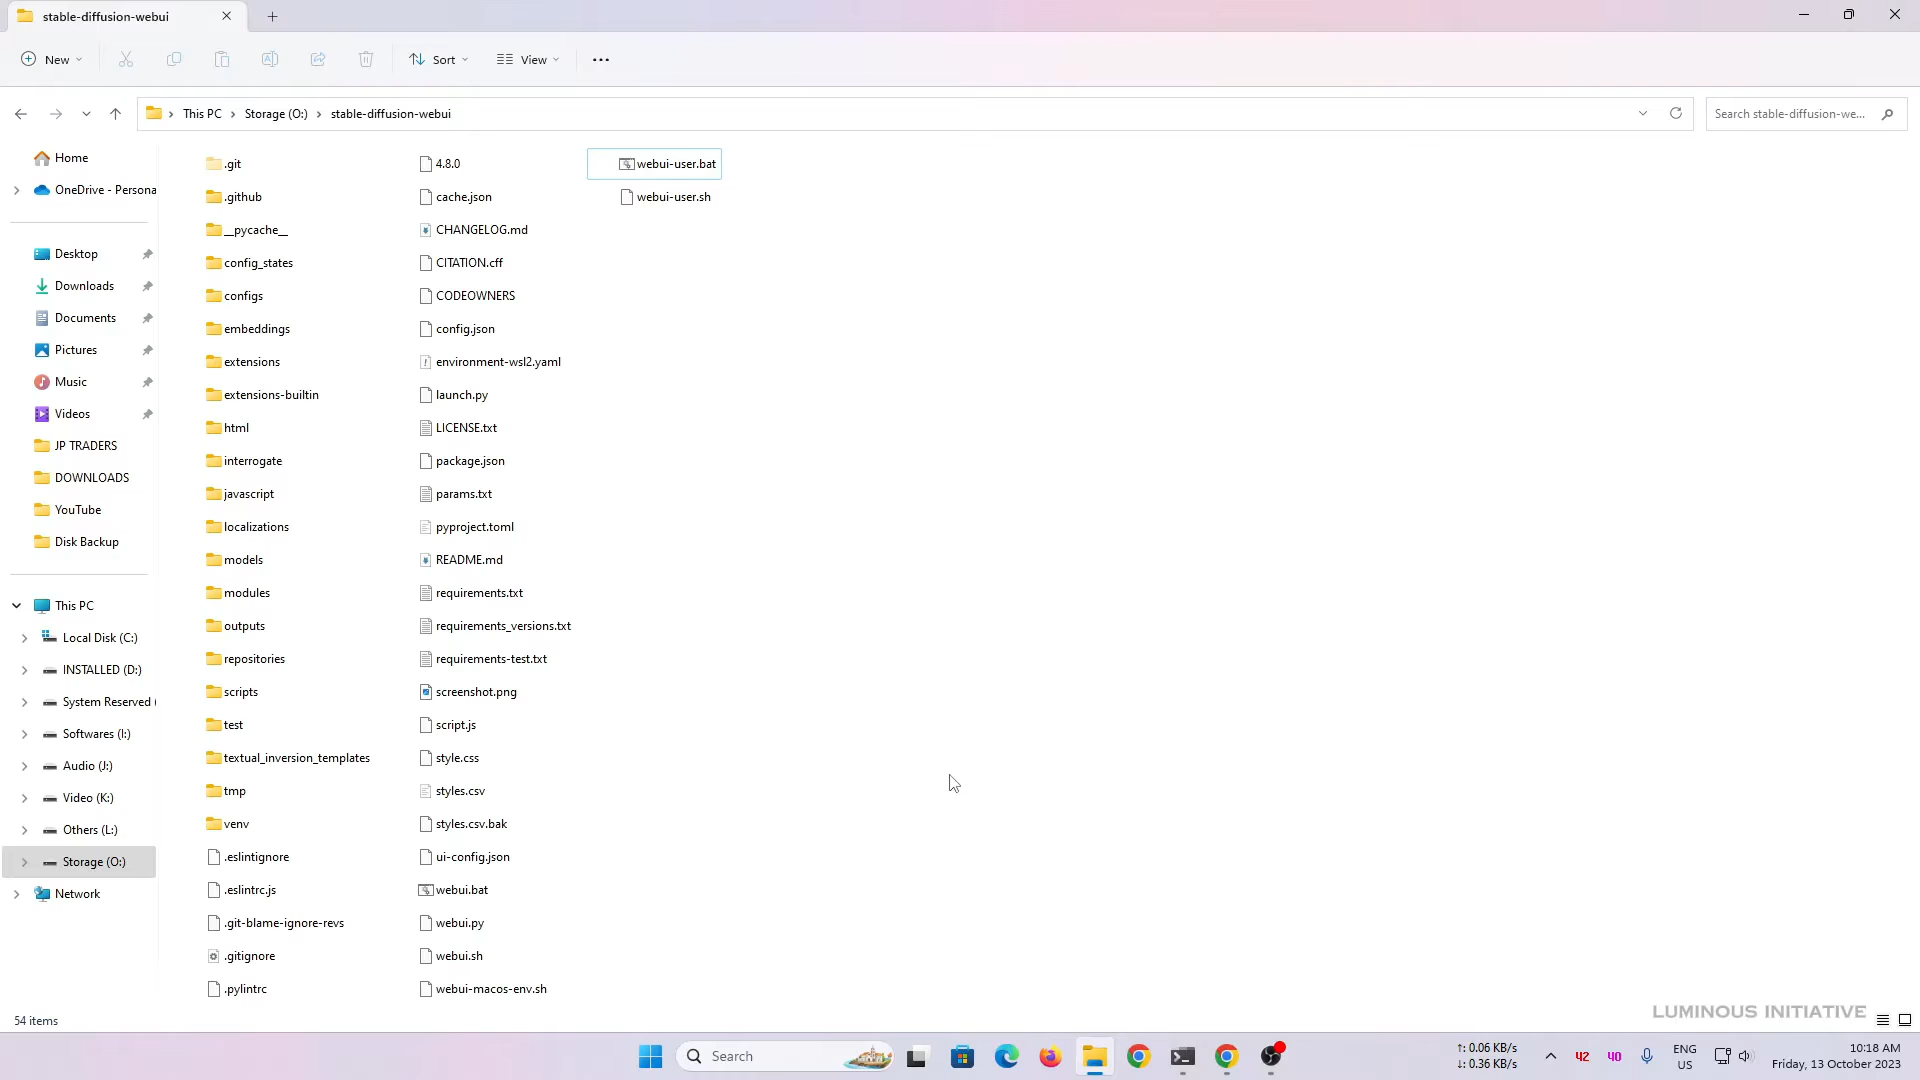 stable-diffusion-webui
New
Sort
View
This PC
Storage (O:)
stable-diffusion-webui
Search stable-diffusion-we...
Home
OneDrive - Persona
Desktop
Downloads
Documents
Pictures
Music
Videos
JP TRADERS
DOWNLOADS
YouTube
Disk Backup
This PC
Local Disk (C:)
INSTALLED (D:)
System Reserved (
Softwares (I:)
Audio (J:)
Video (K:)
Others (L:)
Storage (O:)
Network
.git
.github
__pycache__
config_states
configs
embeddings
extensions
extensions-builtin
html
interrogate
javascript
localizations
models
modules
outputs
repositories
scripts
test
textual_inversion_templates
tmp
venv
.eslintignore
.eslintrc.js
.git-blame-ignore-revs
.gitignore
.pylintrc
4.8.0
cache.json
CHANGELOG.md
CITATION.cff
CODEOWNERS
config.json
environment-wsl2.yaml
launch.py
LICENSE.txt
package.json
params.txt
pyproject.toml
README.md
requirements.txt
requirements_versions.txt
requirements-test.txt
screenshot.png
script.js
style.css
styles.csv
styles.csv.bak
ui-config.json
webui.bat
webui.py
webui.sh
webui-macos-env.sh
webui-user.bat
webui-user.sh
54 items
LUMINOUS INITIATIVE
Search
↑: 0.06 KB/s
↓: 0.36 KB/s
42
40
ENG
US
10:18 AM
Friday, 13 October 2023